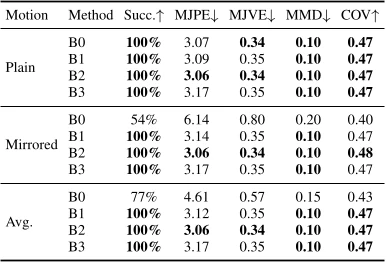 Motion Method Succ.↑ MJPE↓ MJVE↓ MMD↓ COV↑
Plain
B0 100% 3.07 0.34 0.10 0.47
B1 100% 3.09 0.35 0.10 0.47
B2 100% 3.06 0.34 0.10 0.47
B3 100% 3.17 0.35 0.10 0.47
Mirrored
B0 54% 6.14 0.80 0.20 0.40
B1 100% 3.14 0.35 0.10 0.47
B2 100% 3.06 0.34 0.10 0.48
B3 100% 3.17 0.35 0.10 0.47
Avg.
B0 77% 4.61 0.57 0.15 0.43
B1 100% 3.12 0.35 0.10 0.47
B2 100% 3.06 0.34 0.10 0.47
B3 100% 3.17 0.35 0.10 0.47